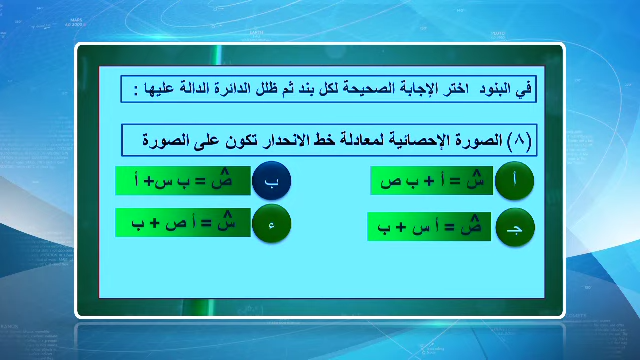 في البنود اختر الإجابة الصحيحة لكل بند ثم ظلل الدائرة الدالة عليها :
(٨) الصورة الإحصائية لمعادلة خط الانحدار تكون على الصورة
أ س^ = أ + ب ص
ب ص^ = ب س+ أ
جـ ص^ = أ س + ب
ء س^ = أ ص + ب